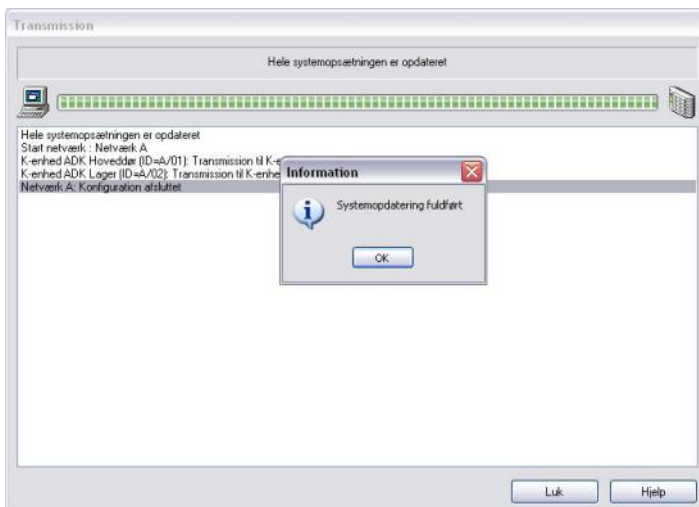 Transmission
Hele systemopsætningen er opdateret
Hele systemopsætningen er opdateret
Start netværk : Netværk A
K-enhed ADK Hoveddør (ID=A/01): Transmission til K-e
K-enhed ADK Lager (ID=A/02): Transmission til K-enhe
Netværk A: Konfiguration afsluttet
Information
Systemopdatering fuldført
OK
Luk
Hjelp